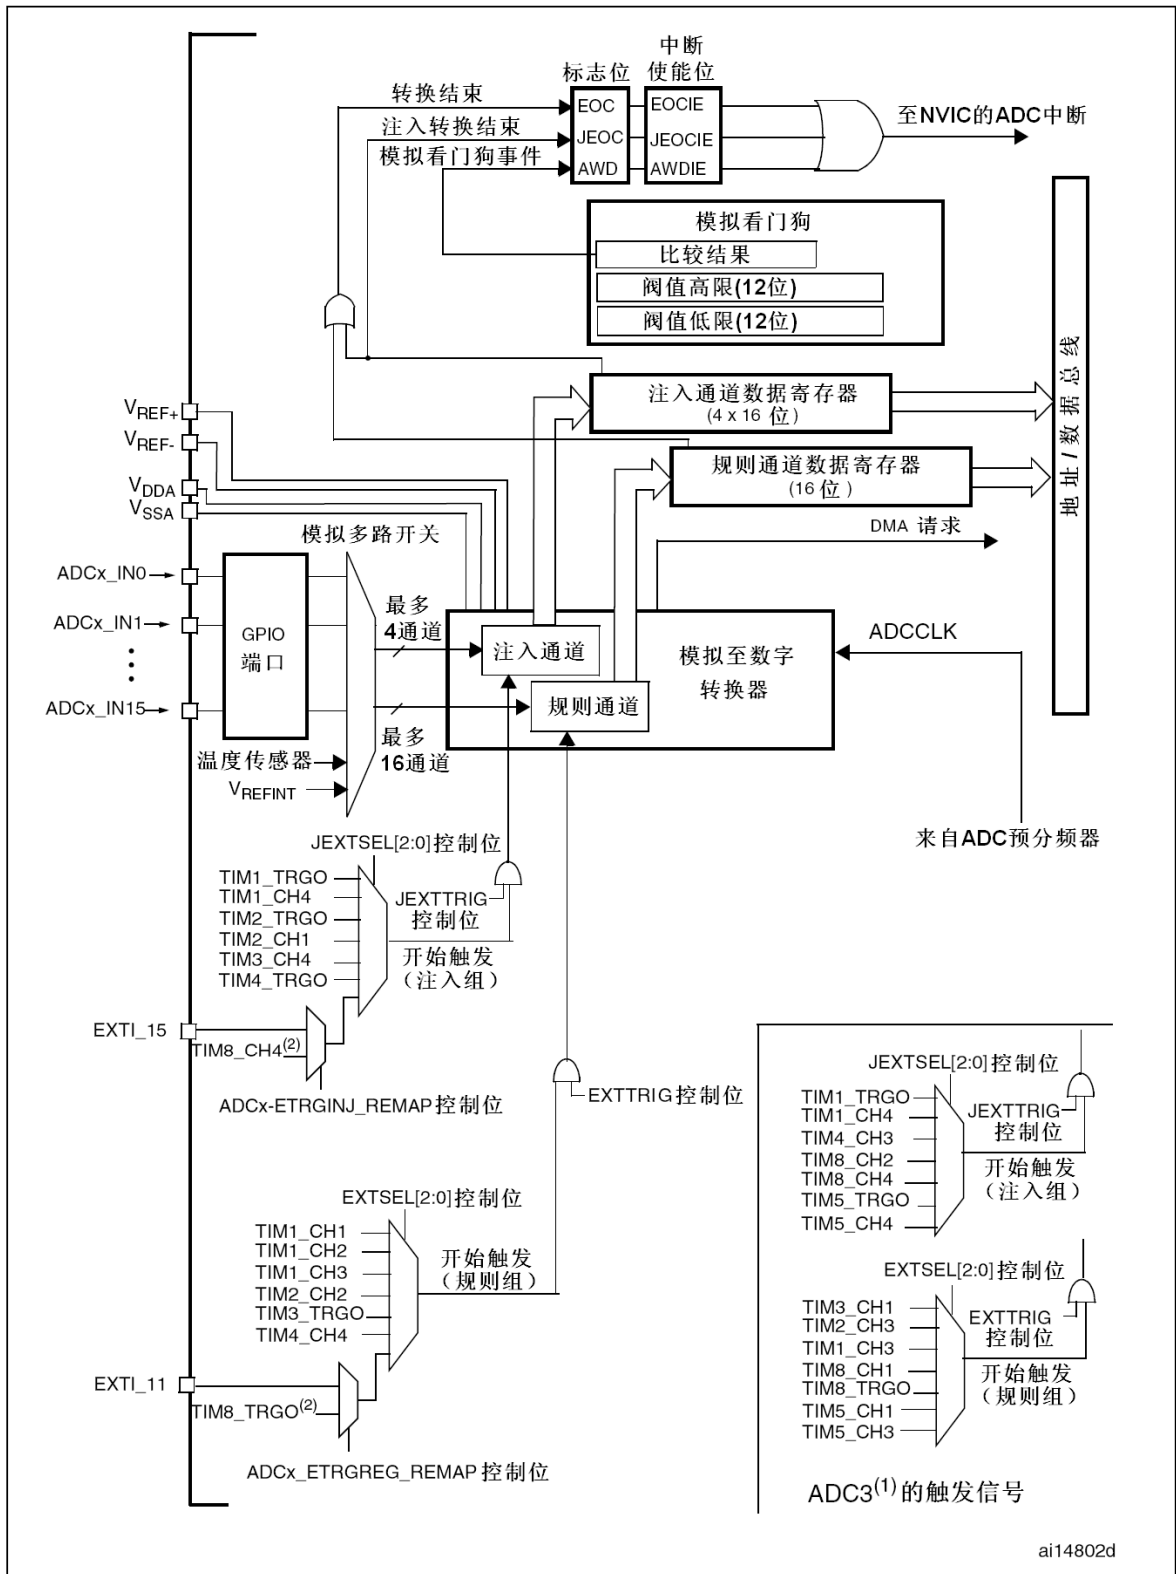 中断
标志位 使能位
转换结束
EOC
EOCIE
注入转换结束
JEOC
JEOCIE
模拟看门狗事件
AWD
AWDIE
至NVIC的ADC中断
模拟看门狗
比较结果
阀值高限(12位)
阀值低限(12位)
地址/数据总线
注入通道数据寄存器
(4 x 16 位)
规则通道数据寄存器
(16 位)
DMA 请求
VREF+
VREF-
VDDA
VSSA
模拟多路开关
ADCx_IN0
ADCx_IN1
ADCx_IN15
GPIO
端口
最多
4通道
注入通道
规则通道
模拟至数字
转换器
ADCCLK
最多
16通道
温度传感器
VREFINT
来自ADC预分频器
JEXTSEL[2:0]控制位
TIM1_TRGO
TIM1_CH4
TIM2_TRGO
TIM2_CH1
TIM3_CH4
TIM4_TRGO
JEXTTRIG
控制位
开始触发
（注入组）
EXTI_15
TIM8_CH4(2)
ADCx-ETRGINJ_REMAP控制位
EXTTRIG控制位
EXTSEL[2:0]控制位
TIM1_CH1
TIM1_CH2
TIM1_CH3
TIM2_CH2
TIM3_TRGO
TIM4_CH4
开始触发
（规则组）
EXTI_11
TIM8_TRGO(2)
ADCx_ETRGREG_REMAP控制位
JEXTSEL[2:0]控制位
TIM1_TRGO
TIM1_CH4
TIM4_CH3
TIM8_CH2
TIM8_CH4
TIM5_TRGO
TIM5_CH4
JEXTTRIG
控制位
开始触发
（注入组）
EXTSEL[2:0]控制位
TIM3_CH1
TIM2_CH3
TIM1_CH3
TIM8_CH1
TIM8_TRGO
TIM5_CH1
TIM5_CH3
EXTTRIG
控制位
开始触发
（规则组）
ADC3(1)的触发信号
ai14802d